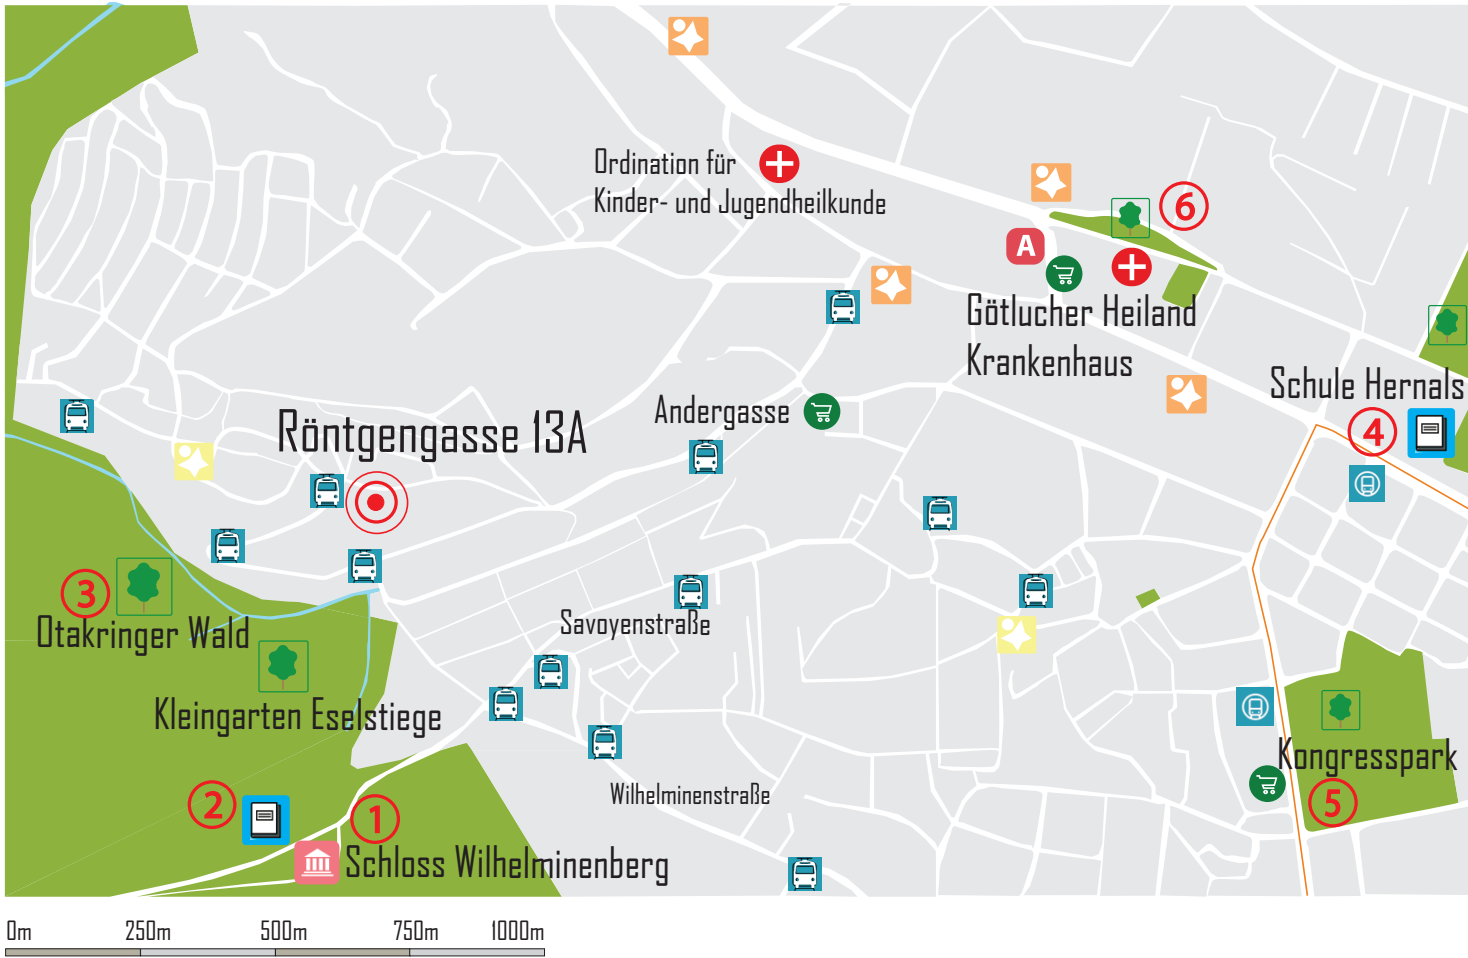 Ordination für
Kinder- und Jugendheilkunde
6
A
Götlucher Heiland
Krankenhaus
Schule Hernals
4
Andergasse
Röntgengasse 13A
3
Otakringer Wald
Savoyenstraße
Kleingarten Eselstiege
Kongresspark
5
Wilhelminenstraße
2
1
Schloss Wilhelminenberg
0m 250m 500m 750m 1000m